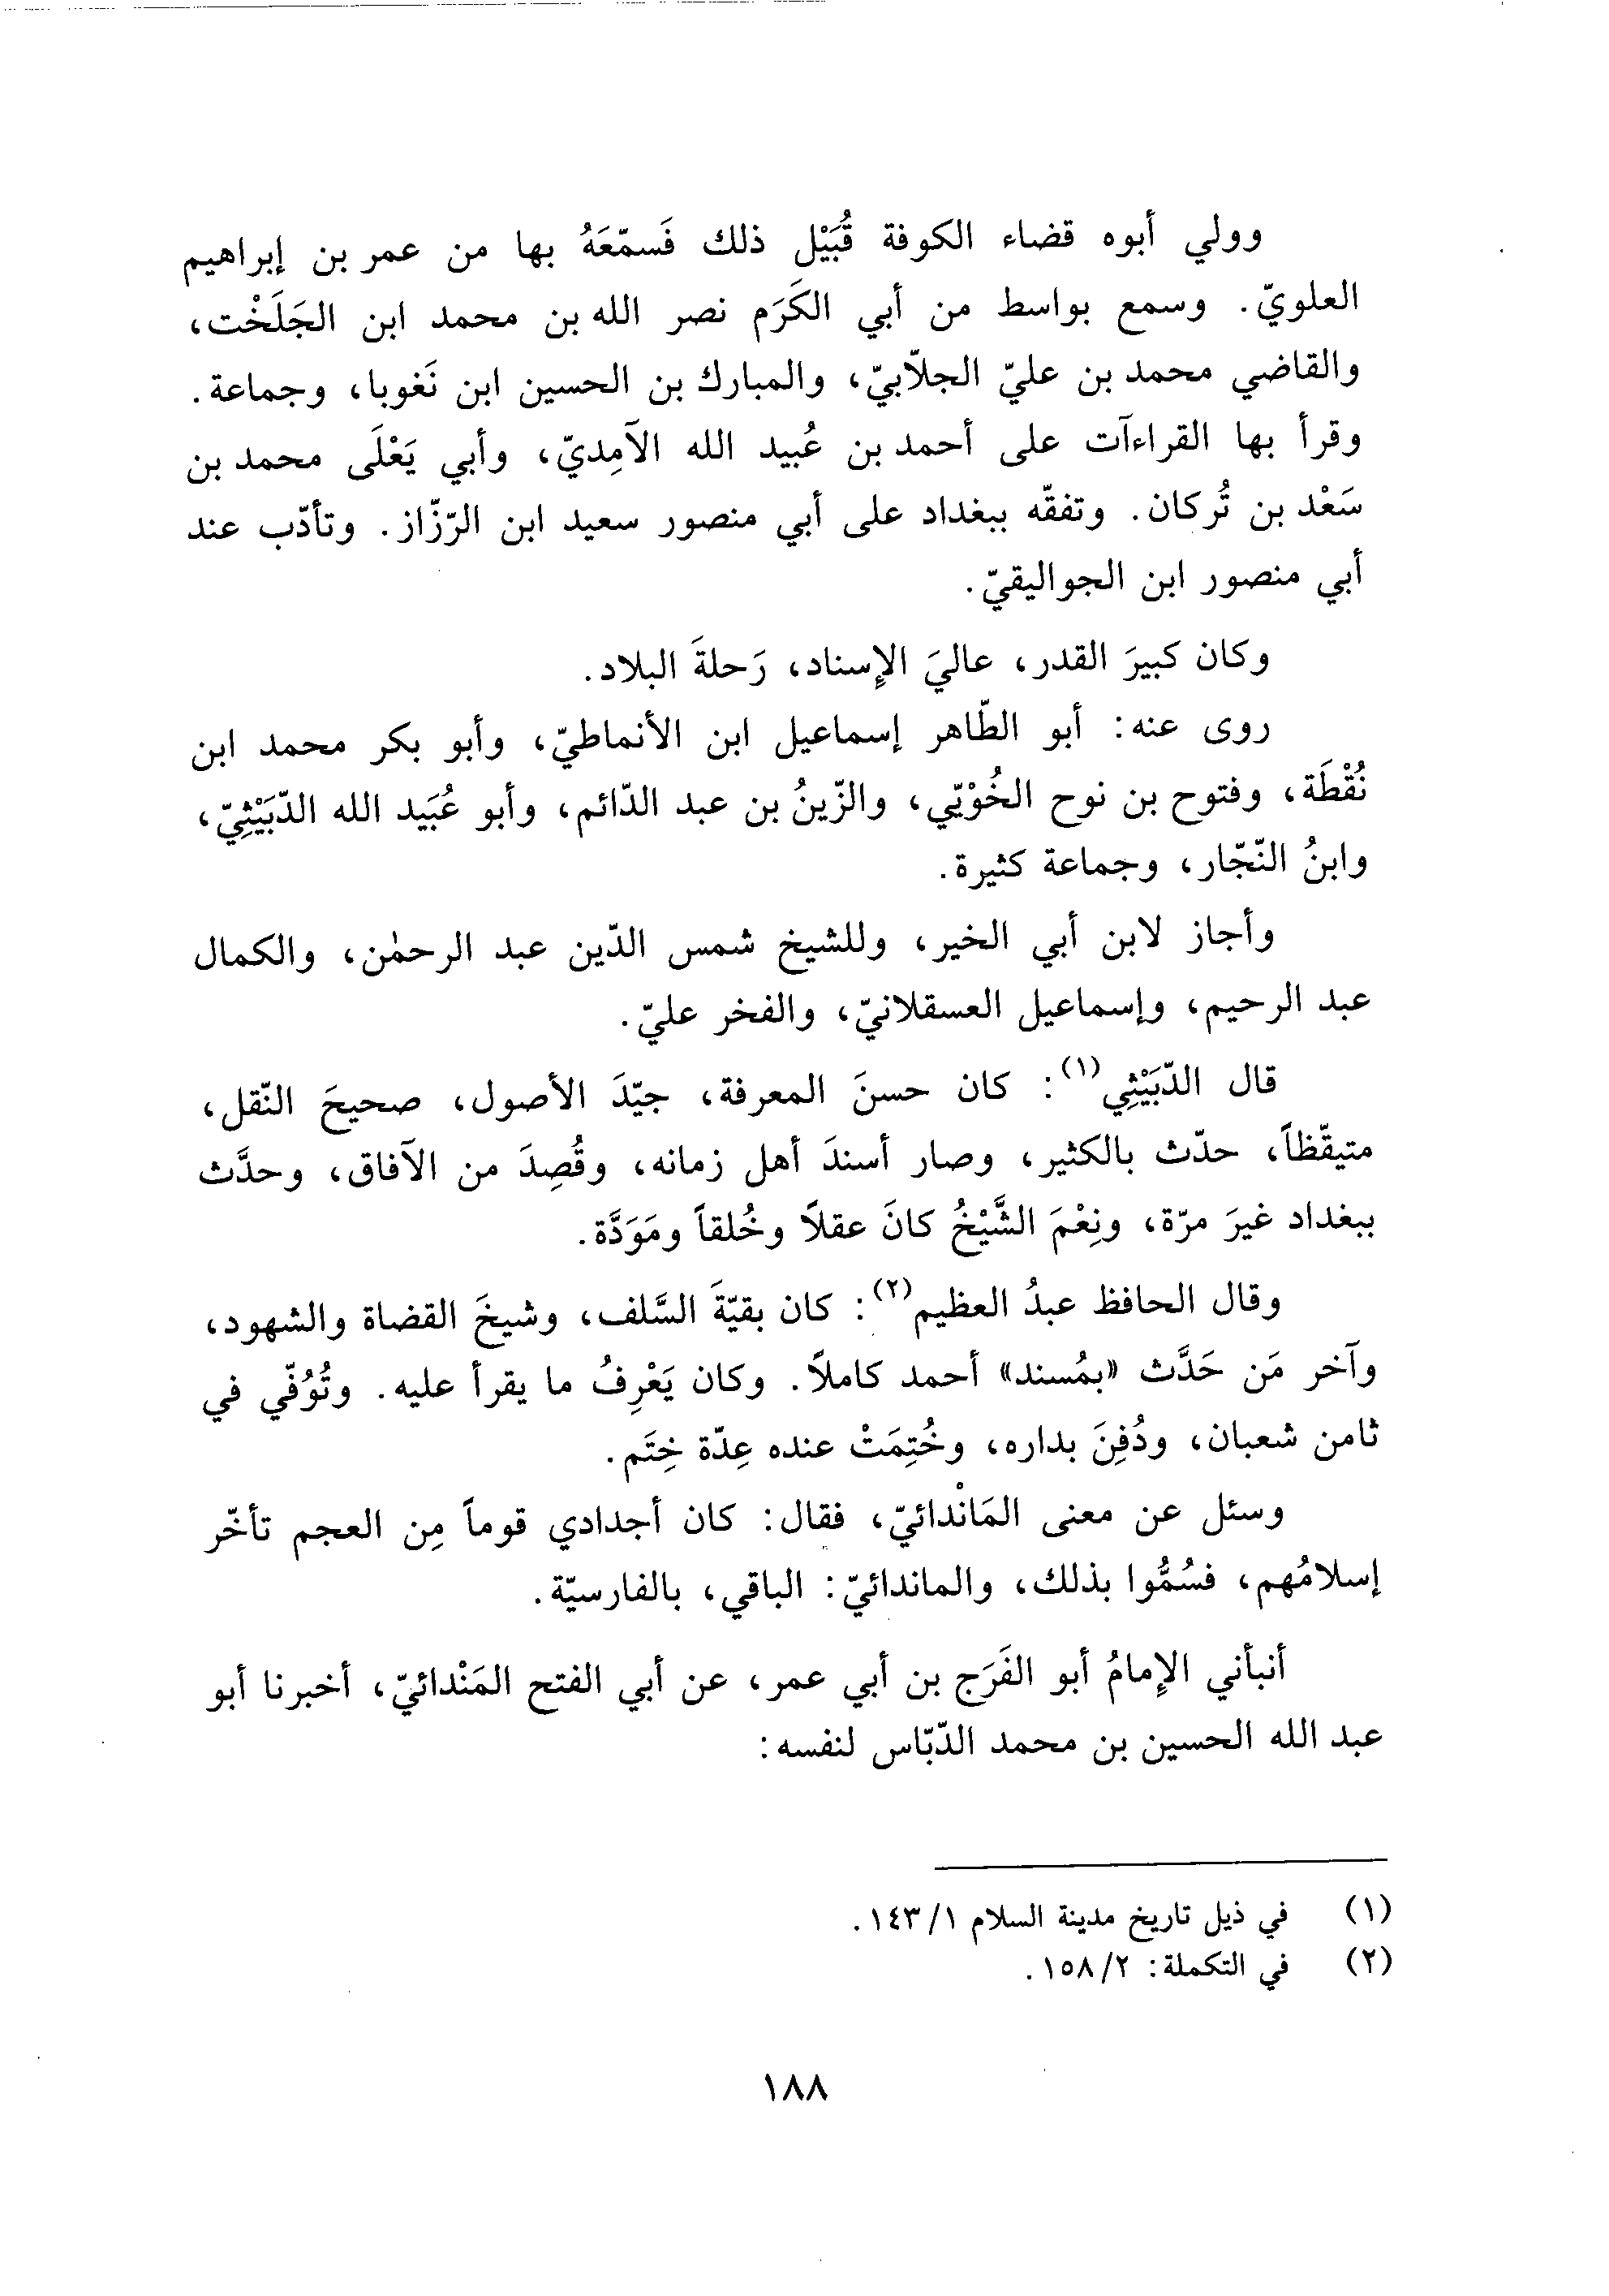 وولي أبوه قضاء الكوفة قُبَيْل ذلك فَسمّعَهُ بها من عمر بن إبراهيم
العلويّ. وسمع بواسط من أبي الكَرَم نصر الله بن محمد ابن الجَلَخْت،
والقاضي محمد بن عليّ الجلاّبيّ، والمبارك بن الحسين ابن نَغوبا، وجماعة.
وقرأ بها القراءآت على أحمد بن عُبيد الله الآمِديّ، وأبي يَعْلَى محمد بن
سَعْد بن تُركان. وتفقّه ببغداد على أبي منصور سعيد ابن الرّزّاز. وتأدّب عند
أبي منصور ابن الجواليقيّ.
وكان كبيرَ القدر، عاليَ الإسناد، رَحلةَ البلاد.
روى عنه: أبو الطّاهر إسماعيل ابن الأنماطيّ، وأبو بكر محمد ابن
نُقْطَة، وفتوح بن نوح الخُوْيّي، والزّينُ بن عبد الدّائم، وأبو عُبَيد الله الدّبَيْثِيّ،
وابنُ النّجّار، وجماعة كثيرة.
وأجاز لابن أبي الخير، وللشيخ شمس الدّين عبد الرحمٰن، والكمال
عبد الرحيم، وإسماعيل العسقلانيّ، والفخر عليّ.
قال الدّبَيْثِي(١): كان حسنَ المعرفة، جيّدَ الأصول، صحيحَ النّقل،
متيقّظاً، حدّث بالكثير، وصار أسندَ أهل زمانه، وقُصِدَ من الآفاق، وحدَّث
ببغداد غيرَ مرّة، ونِعْمَ الشَّيْخُ كانَ عقلاً وخُلقاً ومَوَدَّة.
وقال الحافظ عبدُ العظيم(٢): كان بقيّةَ السَّلف، وشيخَ القضاة والشهود،
وآخر مَن حَدَّث «بمُسند» أحمد كاملاً. وكان يَعْرِفُ ما يقرأ عليه. وتُوُفّي في
ثامن شعبان، ودُفِنَ بداره، وخُتِمَتْ عنده عِدّة خِتَم.
وسئل عن معنى المَانْدائيّ، فقال: كان أجدادي قوماً مِن العجم تأخّر
إسلامُهم، فسُمُّوا بذلك، والماندائيّ: الباقي، بالفارسيّة.
أنبأني الإمامُ أبو الفَرَج بن أبي عمر، عن أبي الفتح المَنْدائيّ، أخبرنا أبو
عبد الله الحسين بن محمد الدّبّاس لنفسه:
(١) في ذيل تاريخ مدينة السلام ١/ ١٤٣.
(٢) في التكملة: ٢/ ١٥٨.
١٨٨